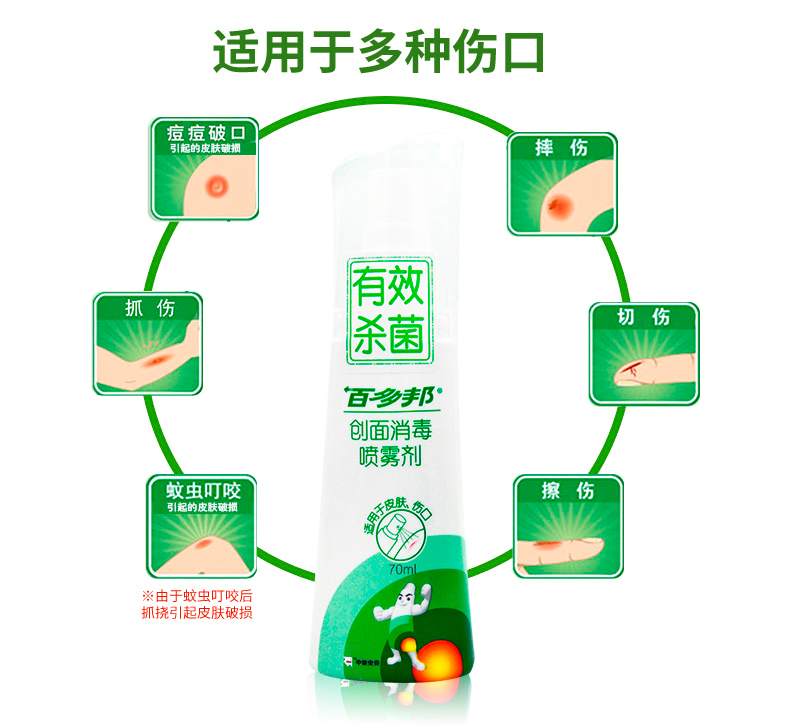 适用于多种伤口
痘痘破口
引起的皮肤破损
摔 伤
抓 伤
切 伤
蚊虫叮咬
引起的皮肤破损
擦 伤
※由于蚊虫叮咬后
抓挠引起皮肤破损
有效
杀菌
百多邦®
创面消毒
喷雾剂
适用于皮肤、伤口
70ml